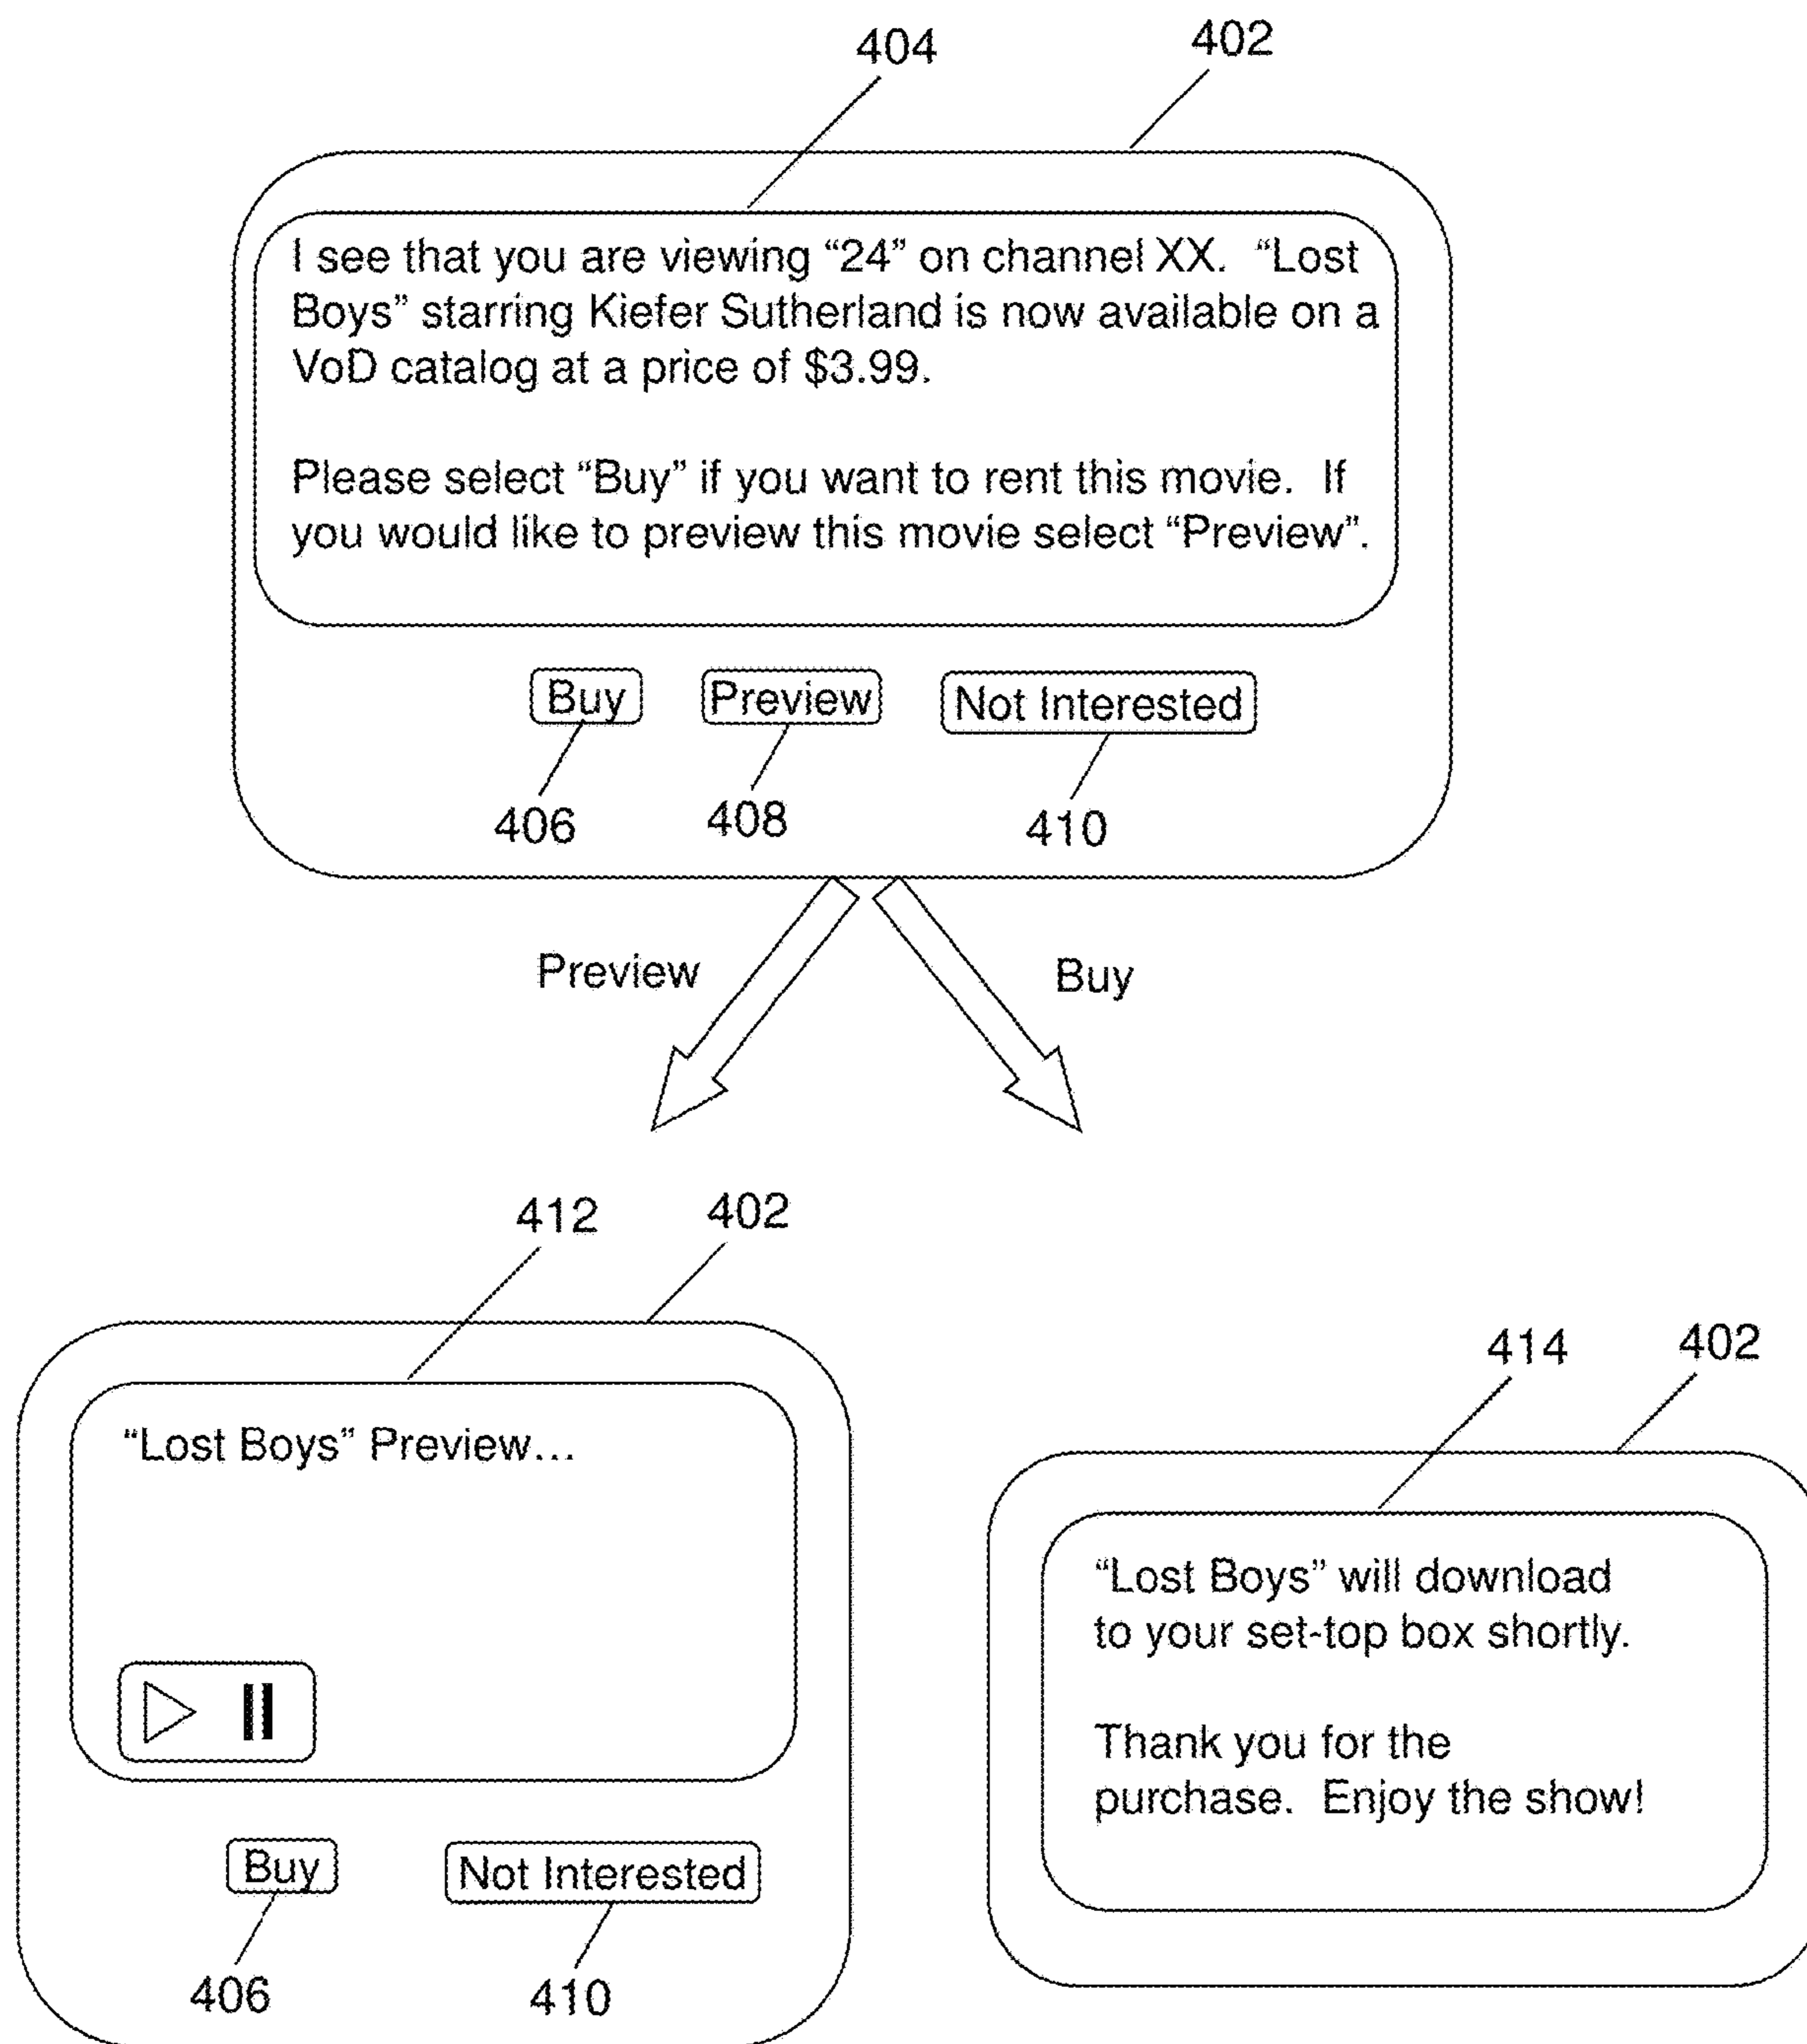 404
402
I see that you are viewing “24” on channel XX.  “Lost
Boys” starring Kiefer Sutherland is now available on a
VoD catalog at a price of $3.99.
Please select “Buy” if you want to rent this movie.  If
you would like to preview this movie select “Preview”.
Buy
Preview
Not Interested
406
408
410
Preview
Buy
412
402
“Lost Boys” Preview...
Buy
Not Interested
406
410
414
402
“Lost Boys” will download
to your set-top box shortly.
Thank you for the
purchase.  Enjoy the show!